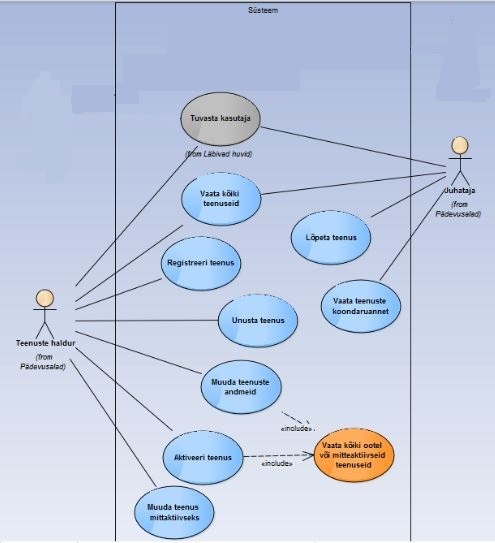 Süsteem
Tuvasta kasutaja
(from Läbivad huvid)
Vaata kõiki
teenuseid
Juhataja
(from
Pädevusalad)
Lõpeta teenus
Registreeri teenus
Vaata teenuste
koondaruannet
Unusta teenus
Teenuste haldur
(from
Pädevusalad)
Muuda teenuste
andmeid
«include»
Vaata kõiki ootel
või mitteaktiivseid
teenuseid
Aktiveeri teenus
«include»
Muuda teenus
mittaktiivseks